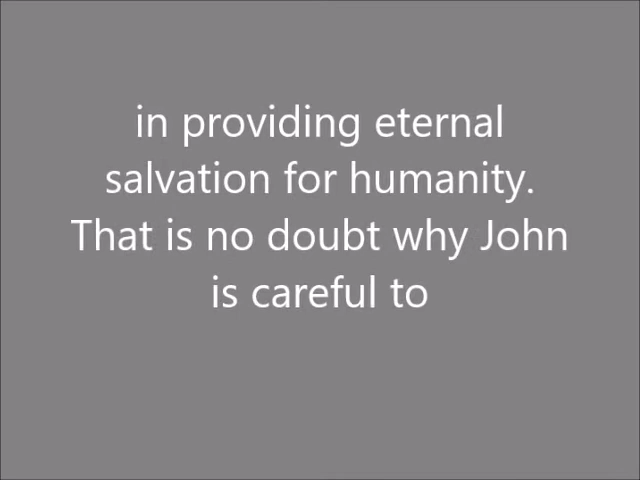 in providing eternal
salvation for humanity.
That is no doubt why John
is careful to